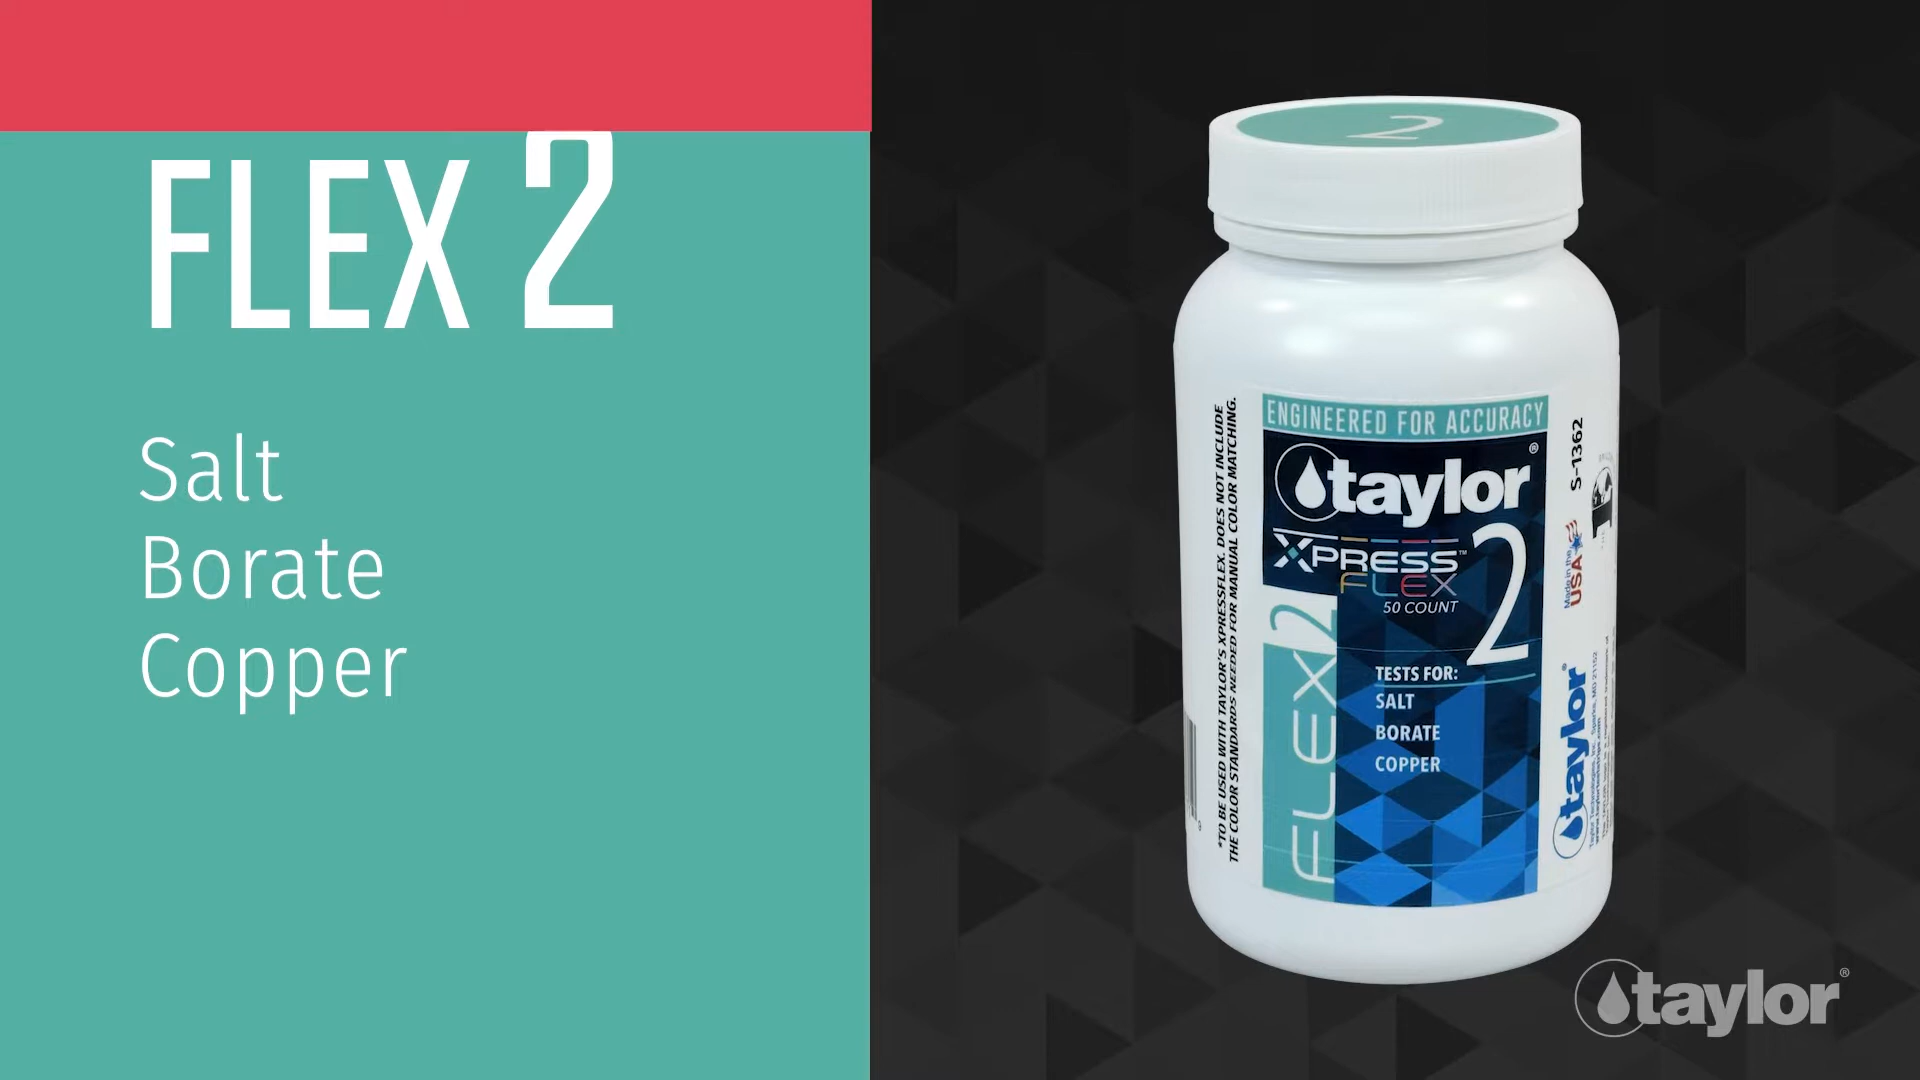 FLEX 2
Salt
Borate
Copper
2
ENGINEERED FOR ACCURACY
taylor®
XPRESS™
FLEX
50 COUNT
2
FLEX 2
TESTS FOR:
SALT
BORATE
COPPER
*TO BE USED WITH TAYLOR'S XPRESSFLEX. DOES NOT INCLUDE
THE COLOR STANDARDS NEEDED FOR MANUAL COLOR MATCHING.
S-1362
Made in the
USA
taylor®
taylor®